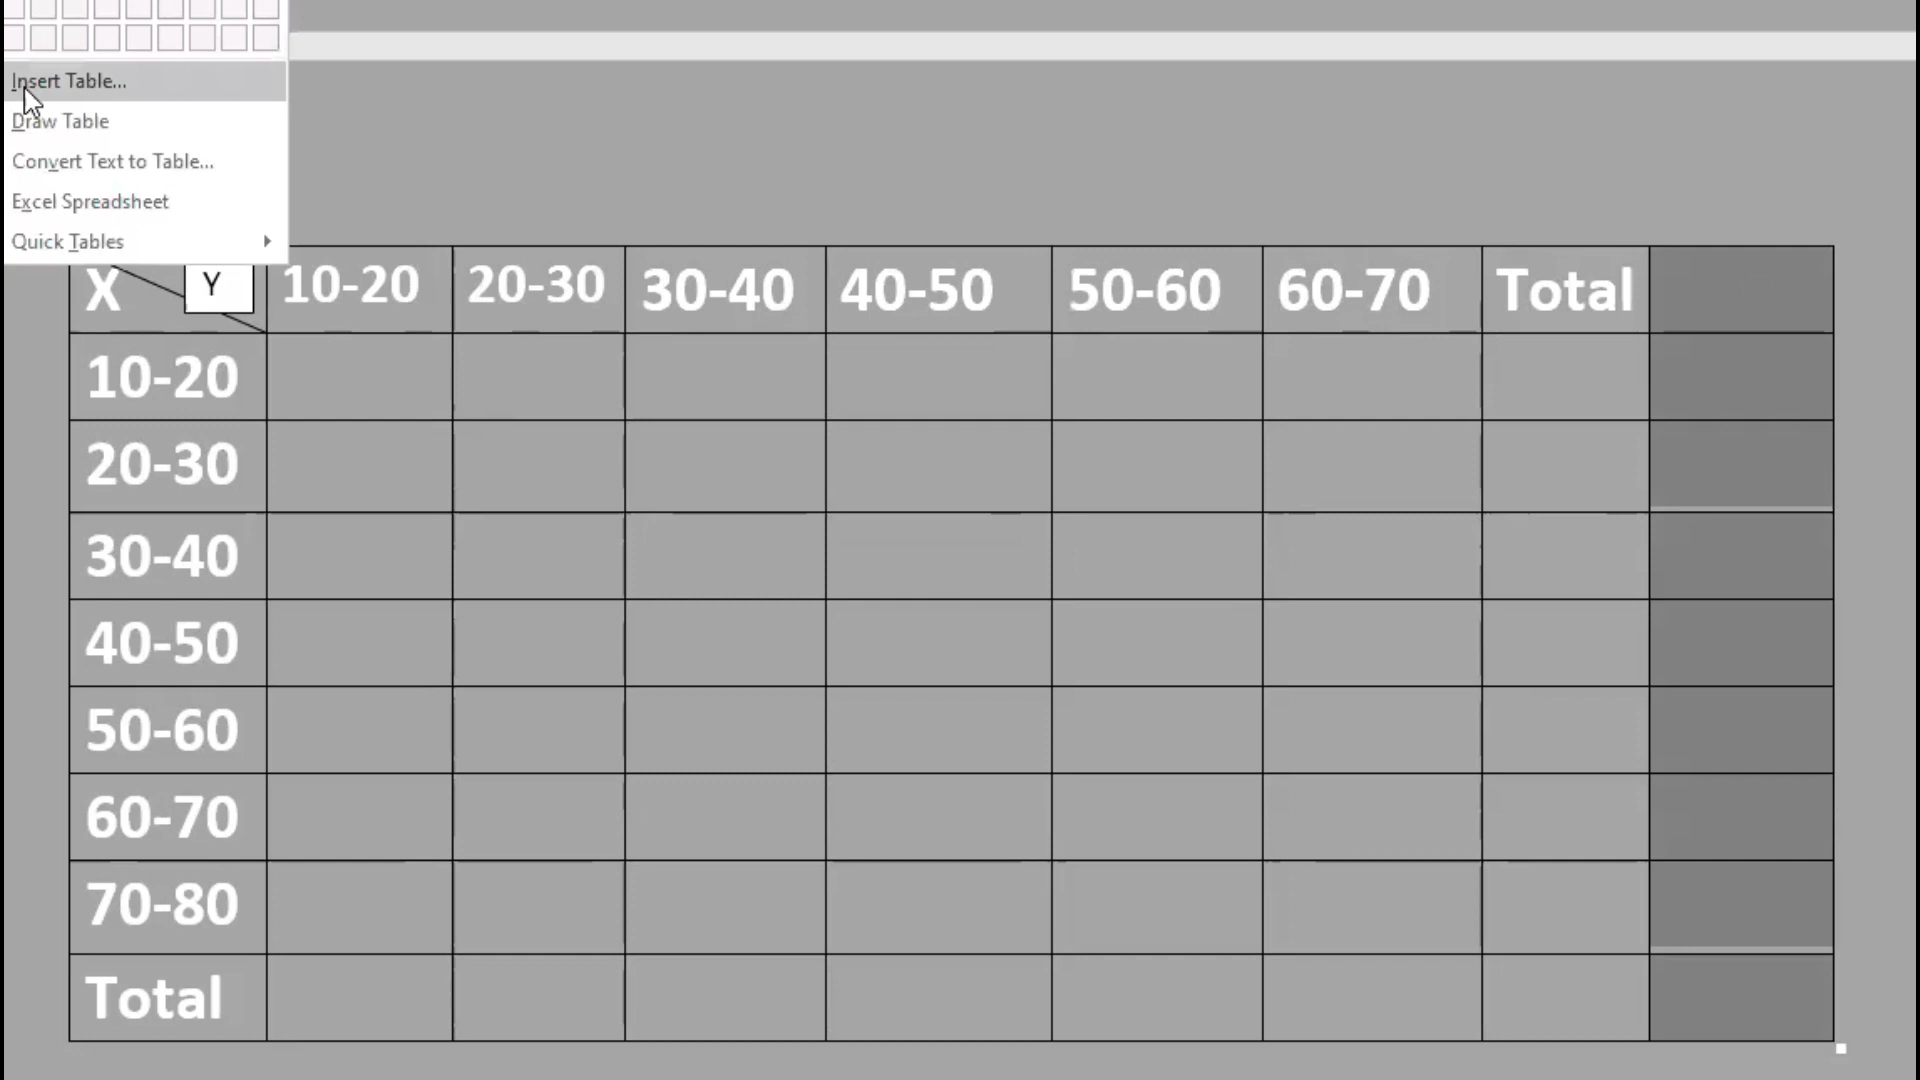 Insert Table...
Draw Table
Convert Text to Table...
Excel Spreadsheet
Quick Tables
X Y 10-20 20-30 30-40 40-50 50-60 60-70 Total
10-20
20-30
30-40
40-50
50-60
60-70
70-80
Total